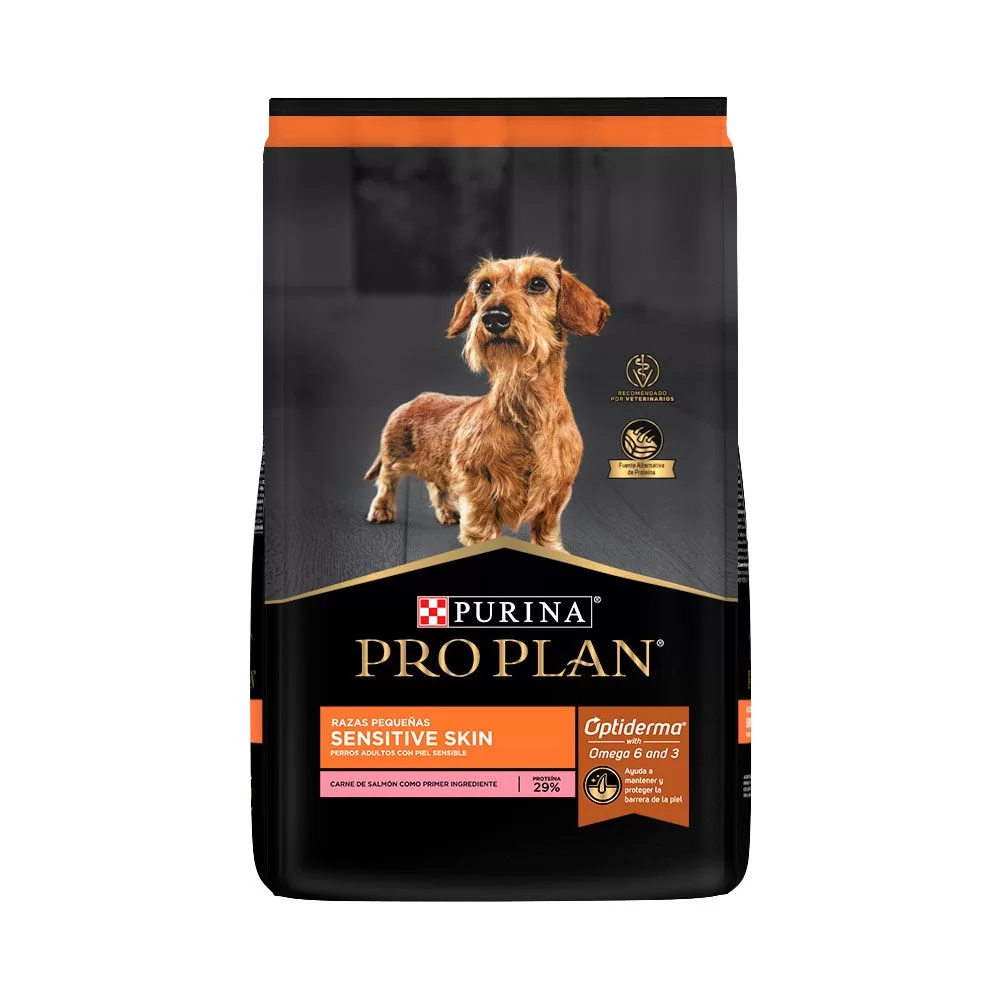 RECOMENDADO
POR VETERINARIOS
Fuente Alternativa
de Proteína
PURINA®
PRO PLAN®
RAZAS PEQUEÑAS
SENSITIVE SKIN
PERROS ADULTOS CON PIEL SENSIBLE
CARNE DE SALMÓN COMO PRIMER INGREDIENTE
PROTEÍNA
29%
Optiderma®
with
Omega 6 and 3
Ayuda a
mantener y
proteger la
barrera de la piel